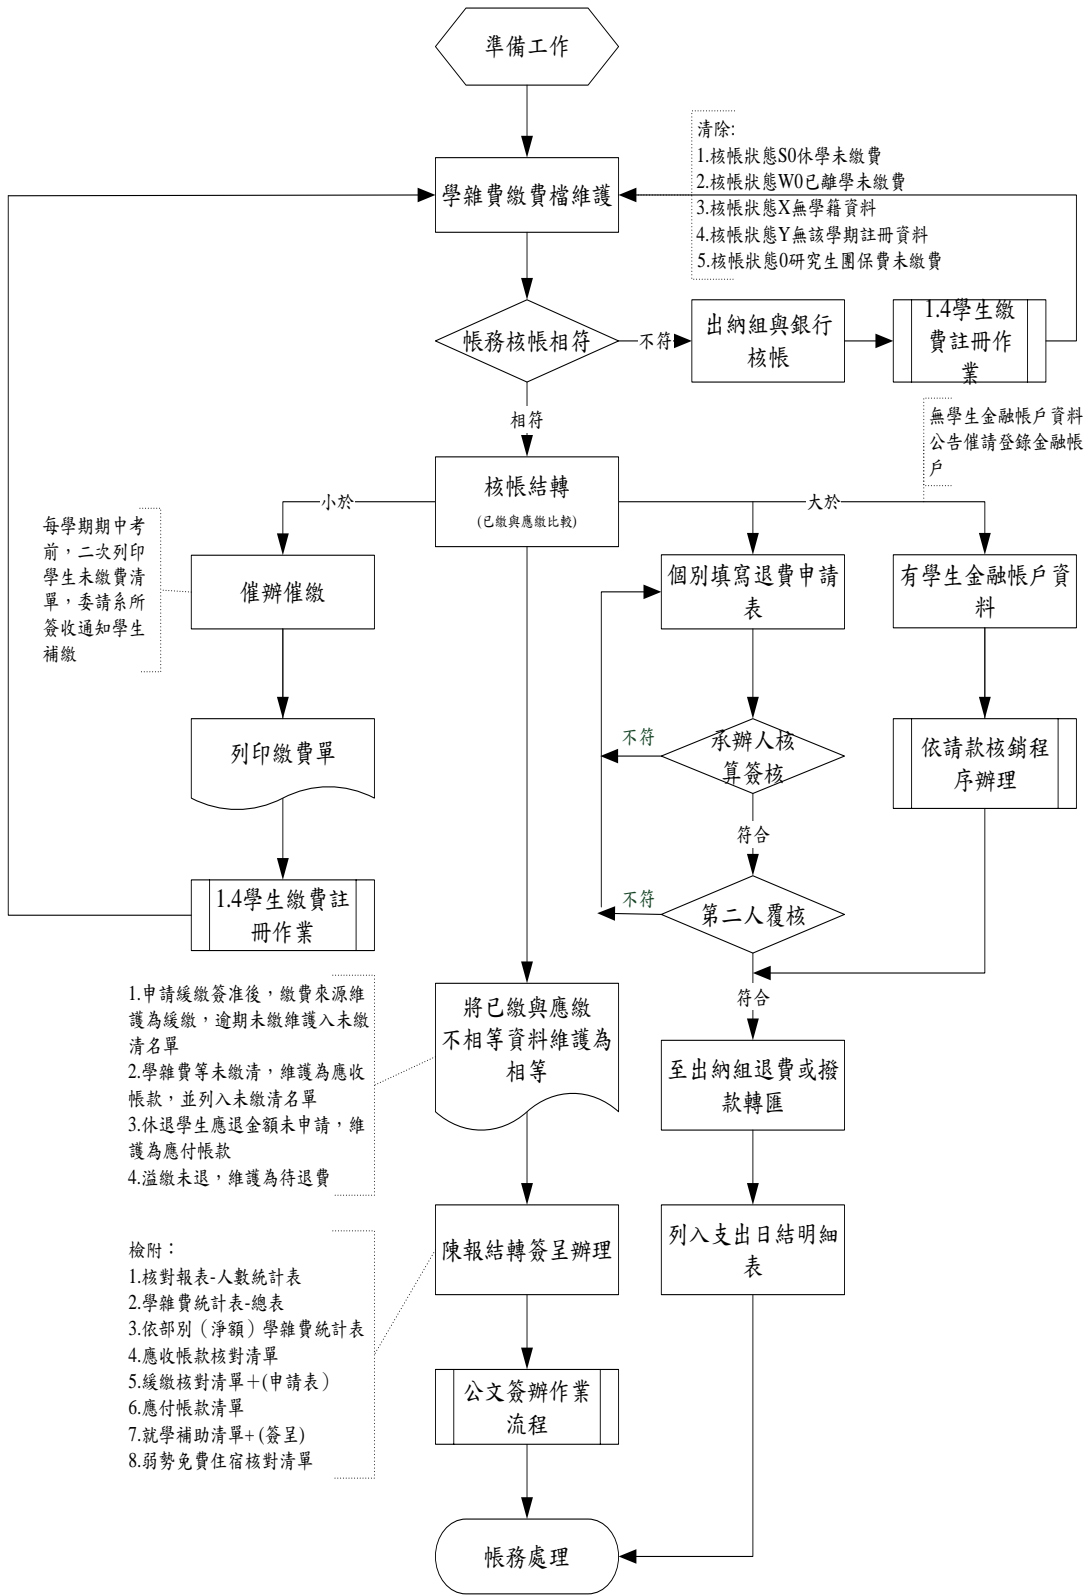 準備工作
清除:
1.核帳狀態S0休學未繳費
2.核帳狀態W0已離學未繳費
3.核帳狀態X無學籍資料
4.核帳狀態Y無該學期註冊資料
5.核帳狀態0研究生團保費未繳費
學雜費繳費檔維護
帳務核帳相符
不符
出納組與銀行
核帳
1.4學生繳
費註冊作
業
相符
無學生金融帳戶資料
公告催請登錄金融帳
戶
核帳結轉
(已繳與應繳比較)
小於
大於
每學期期中考
前，二次列印
學生未繳費清
單，委請系所
簽收通知學生
補繳
催辦催繳
個別填寫退費申請
表
有學生金融帳戶資
料
列印繳費單
不符
承辦人核
算簽核
依請款核銷程
序辦理
符合
1.4學生繳費註
冊作業
不符
第二人覆核
符合
1.申請緩繳簽准後，繳費來源維
護為緩繳，逾期未繳維護入未繳
清名單
2.學雜費等未繳清，維護為應收
帳款，並列入未繳清名單
3.休退學生應退金額未申請，維
護為應付帳款
4.溢繳未退，維護為待退費
將已繳與應繳
不相等資料維護為
相等
至出納組退費或撥
款轉匯
檢附：
1.核對報表-人數統計表
2.學雜費統計表-總表
3.依部別（淨額）學雜費統計表
4.應收帳款核對清單
5.緩繳核對清單＋(申請表）
6.應付帳款清單
7.就學補助清單+(簽呈)
8.弱勢免費住宿核對清單
陳報結轉簽呈辦理
列入支出日結明細
表
公文簽辦作業
流程
帳務處理